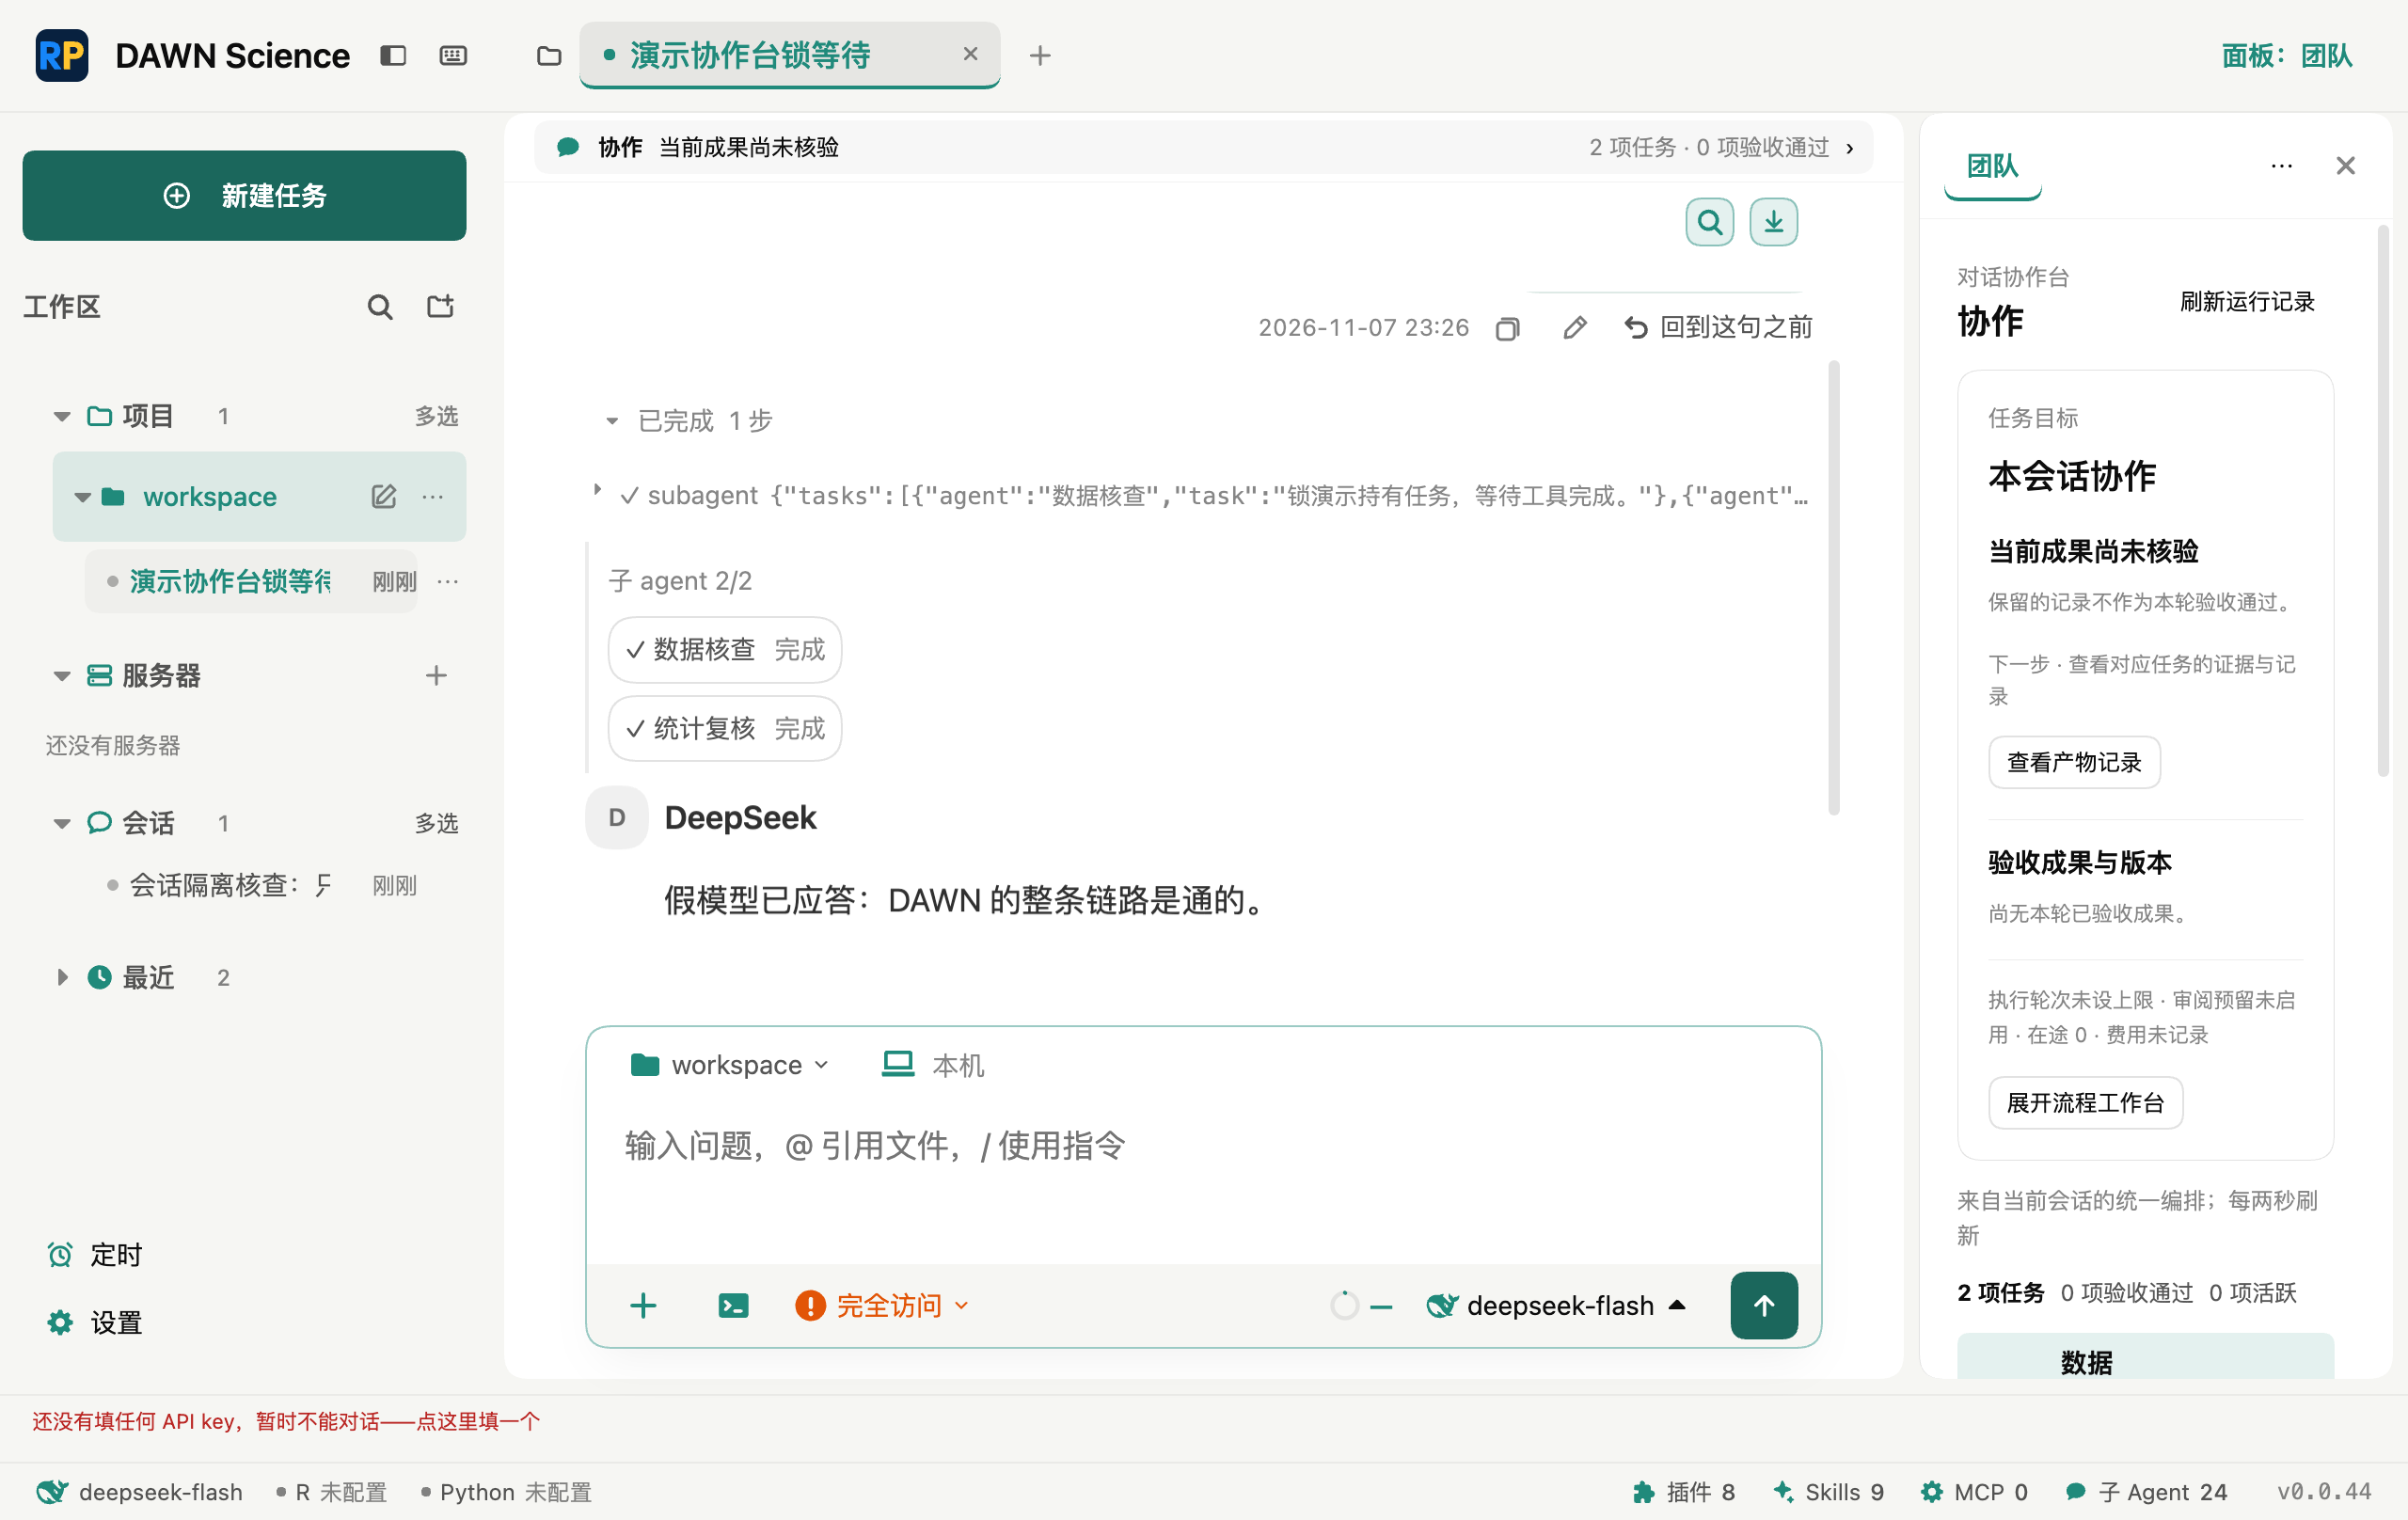 RP DAWN Science
演示协作台锁等待
面板：团队
新建任务
工作区
项目 1 多选
workspace
演示协作台锁等待 刚刚
服务器
还没有服务器
会话 1 多选
会话隔离核查： 刚刚
最近 2
定时
设置
协作 当前成果尚未核验 2 项任务 · 0 项验收通过
2026-11-07 23:26 回到这句之前
已完成 1 步
subagent {"tasks":[{"agent":"数据核查","task":"锁演示持有任务，等待工具完成。"},{"agent"…
子 agent 2/2
数据核查 完成
统计复核 完成
D DeepSeek
假模型已应答：DAWN 的整条链路是通的。
workspace 本机
输入问题，@ 引用文件，/ 使用指令
完全访问 deepseek-flash
团队
对话协作台
协作
刷新运行记录
任务目标
本会话协作
当前成果尚未核验
保留的记录不作为本轮验收通过。
下一步 · 查看对应任务的证据与记
录
查看产物记录
验收成果与版本
尚无本轮已验收成果。
执行轮次未设上限 · 审阅预留未启
用 · 在途 0 · 费用未记录
展开流程工作台
来自当前会话的统一编排；每两秒刷
新
2 项任务 0 项验收通过 0 项活跃
数据
还没有填任何 API key，暂时不能对话——点这里填一个
deepseek-flash R 未配置 Python 未配置
插件 8 Skills 9 MCP 0 子 Agent 24 v0.0.44